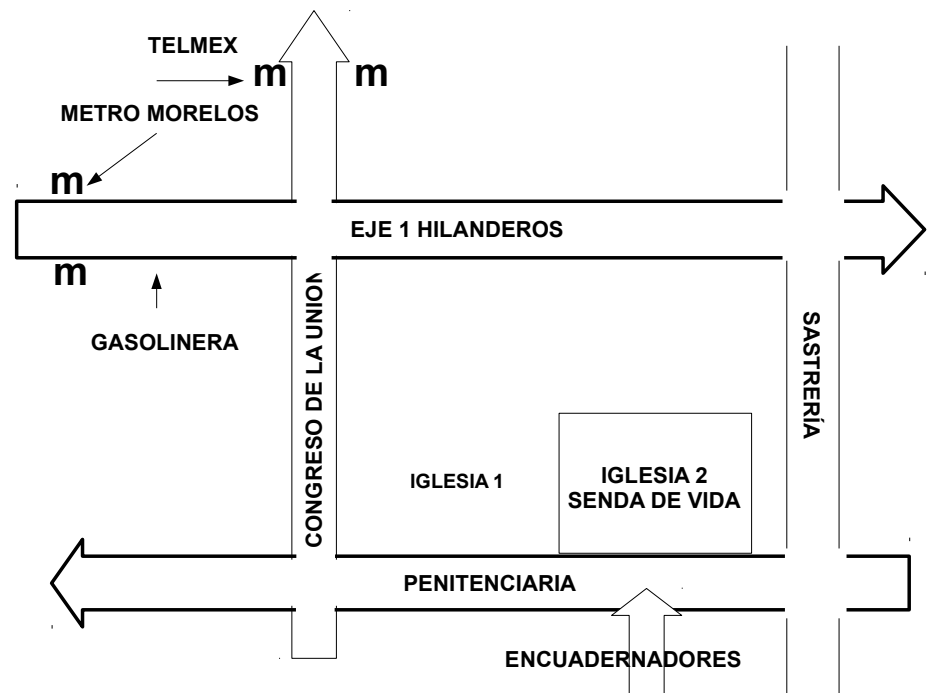 TELMEX
m
m
METRO MORELOS
m
EJE 1 HILANDEROS
m
GASOLINERA
CONGRESO DE LA UNION
SASTRERÍA
IGLESIA 1
IGLESIA 2
SENDA DE VIDA
PENITENCIARIA
ENCUADERNADORES